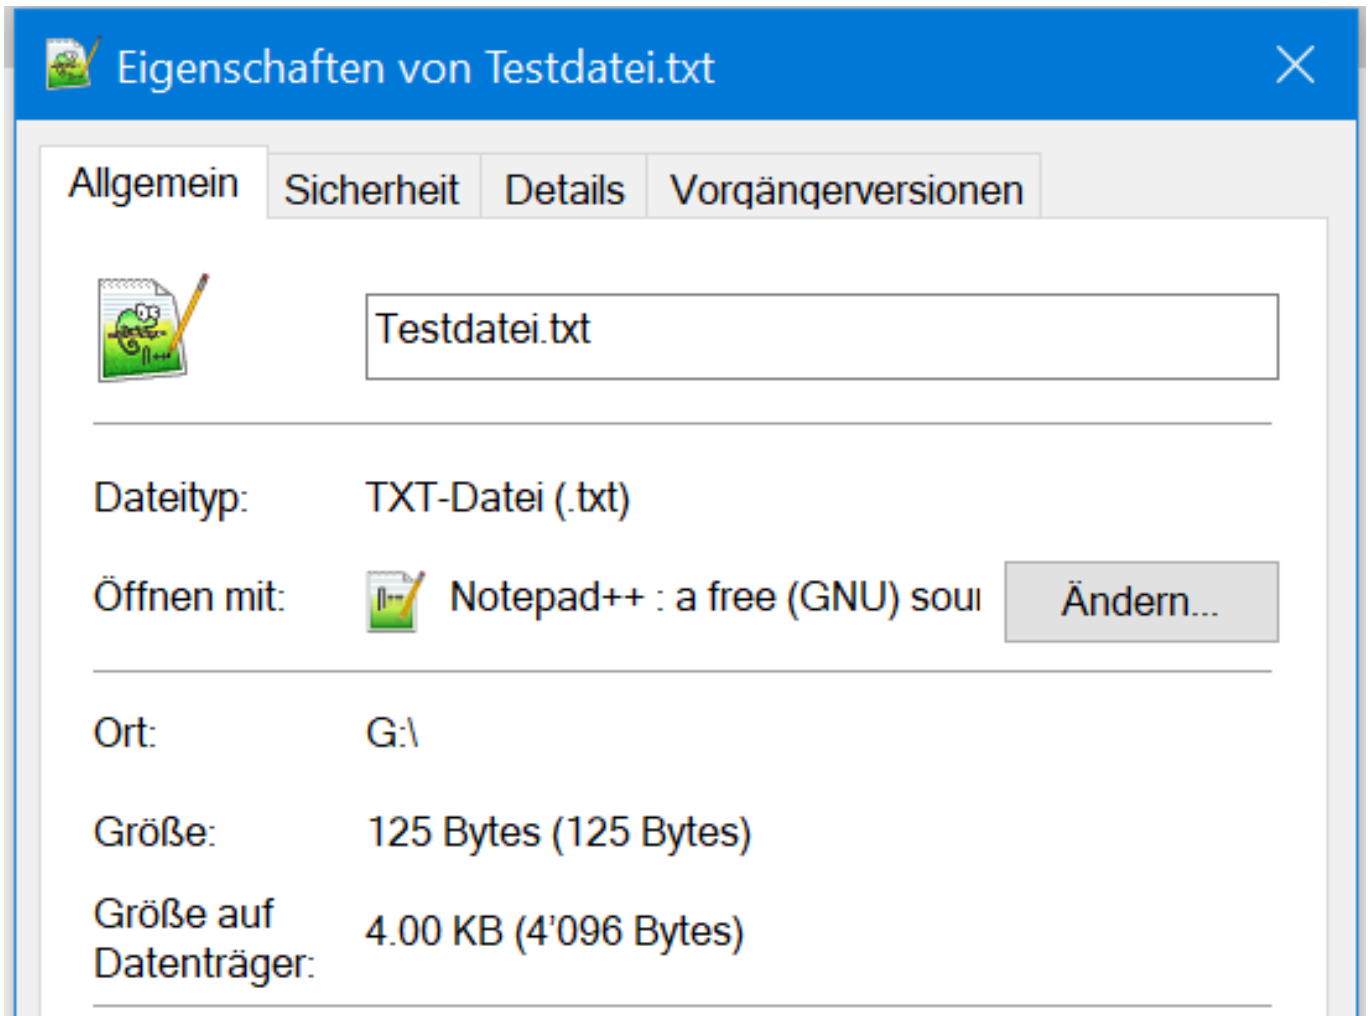 Eigenschaften von Testdatei.txt
Allgemein Sicherheit Details Vorgängerversionen
Testdatei.txt
Dateityp: TXT-Datei (.txt)
Öffnen mit: Notepad++ : a free (GNU) Ändern...
Ort: G:\
Größe: 125 Bytes (125 Bytes)
Größe auf
Datenträger: 4.00 KB (4’096 Bytes)